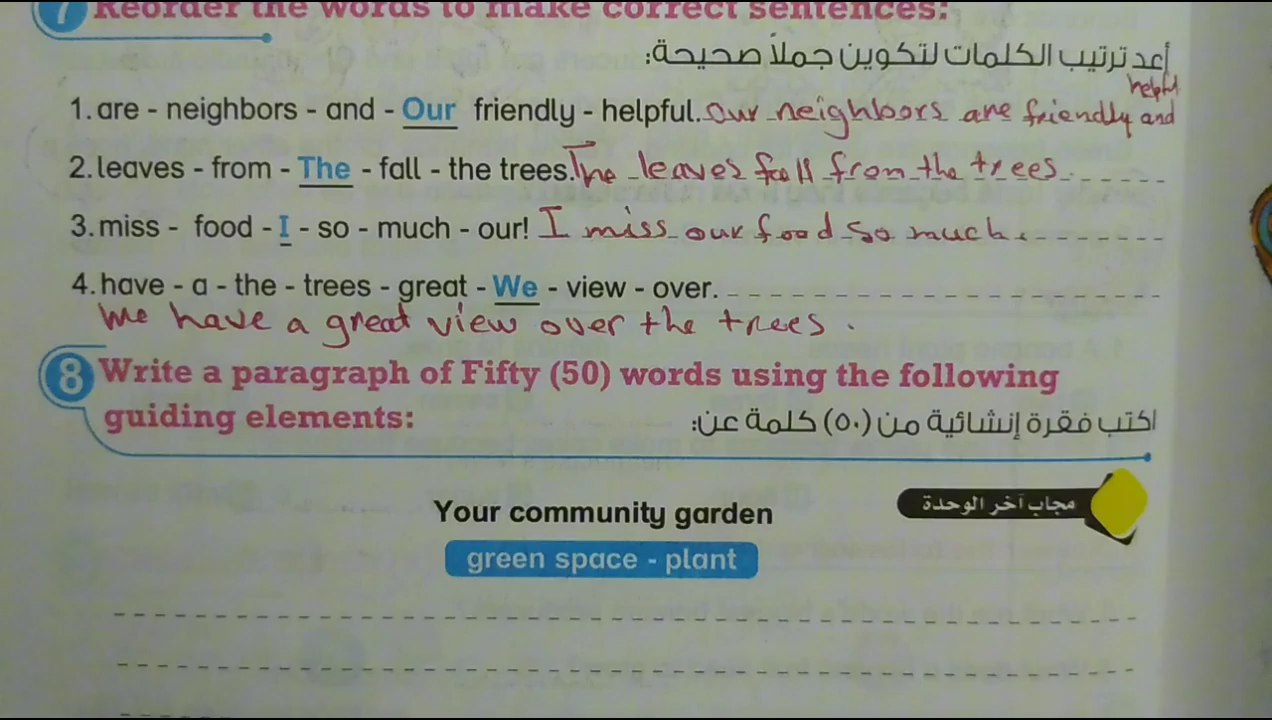 7 Reorder the words to make correct sentences:
أعد ترتيب الكلمات لتكوين جملاً صحيحة:
helpful
1. are - neighbors - and - Our friendly - helpful. Our neighbors are friendly and
2. leaves - from - The - fall - the trees. The leaves fall from the trees.
3. miss - food - I - so - much - our! I miss our food so much.
4. have - a - the - trees - great - We - view - over.
We have a great view over the trees.
8 Write a paragraph of Fifty (50) words using the following
guiding elements:
اكتب فقرة إنشائية من (٥٠) كلمة عن:
مجاب آخر الوحدة
Your community garden
green space - plant